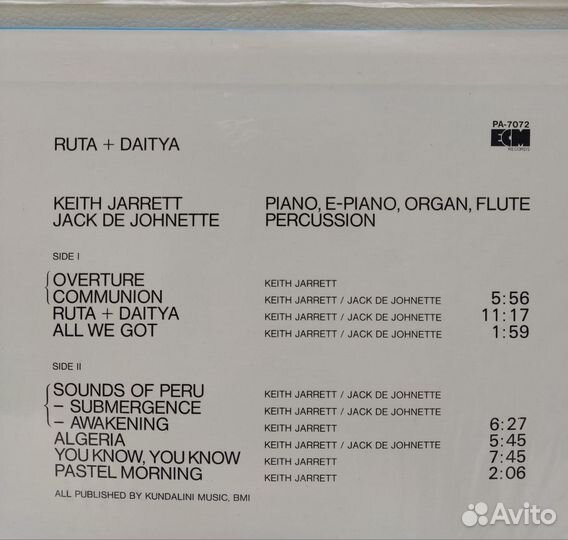 PA-7072
ECM
RECORDS
RUTA + DAITYA
KEITH JARRETT PIANO, E-PIANO, ORGAN, FLUTE
JACK DE JOHNETTE PERCUSSION
SIDE I
OVERTURE KEITH JARRETT
COMMUNION KEITH JARRETT / JACK DE JOHNETTE 5:56
RUTA + DAITYA KEITH JARRETT / JACK DE JOHNETTE 11:17
ALL WE GOT KEITH JARRETT / JACK DE JOHNETTE 1:59
SIDE II
SOUNDS OF PERU KEITH JARRETT / JACK DE JOHNETTE
– SUBMERGENCE KEITH JARRETT / JACK DE JOHNETTE
– AWAKENING KEITH JARRETT 6:27
ALGERIA KEITH JARRETT / JACK DE JOHNETTE 5:45
YOU KNOW, YOU KNOW KEITH JARRETT 7:45
PASTEL MORNING KEITH JARRETT 2:06
ALL PUBLISHED BY KUNDALINI MUSIC, BMI
Avito